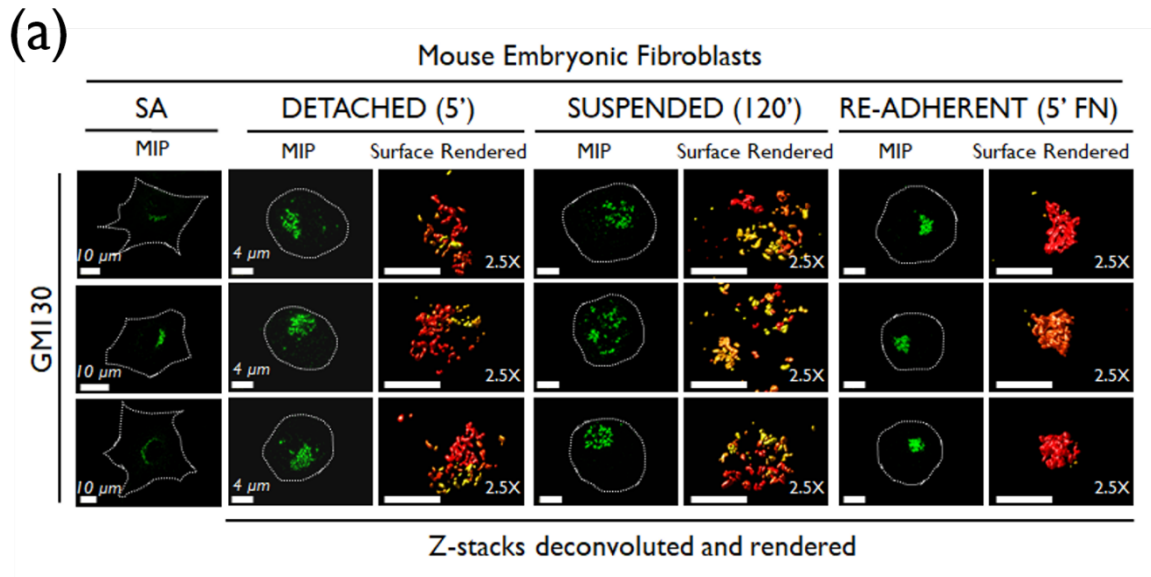 (a)
Mouse Embryonic Fibroblasts
SA DETACHED (5’) SUSPENDED (120’) RE-ADHERENT (5’ FN)
MIP MIP Surface Rendered MIP Surface Rendered MIP Surface Rendered
GM130
10 µm 4 µm 2.5X 2.5X 2.5X
10 µm 4 µm 2.5X 2.5X 2.5X
10 µm 4 µm 2.5X 2.5X 2.5X
Z-stacks deconvoluted and rendered